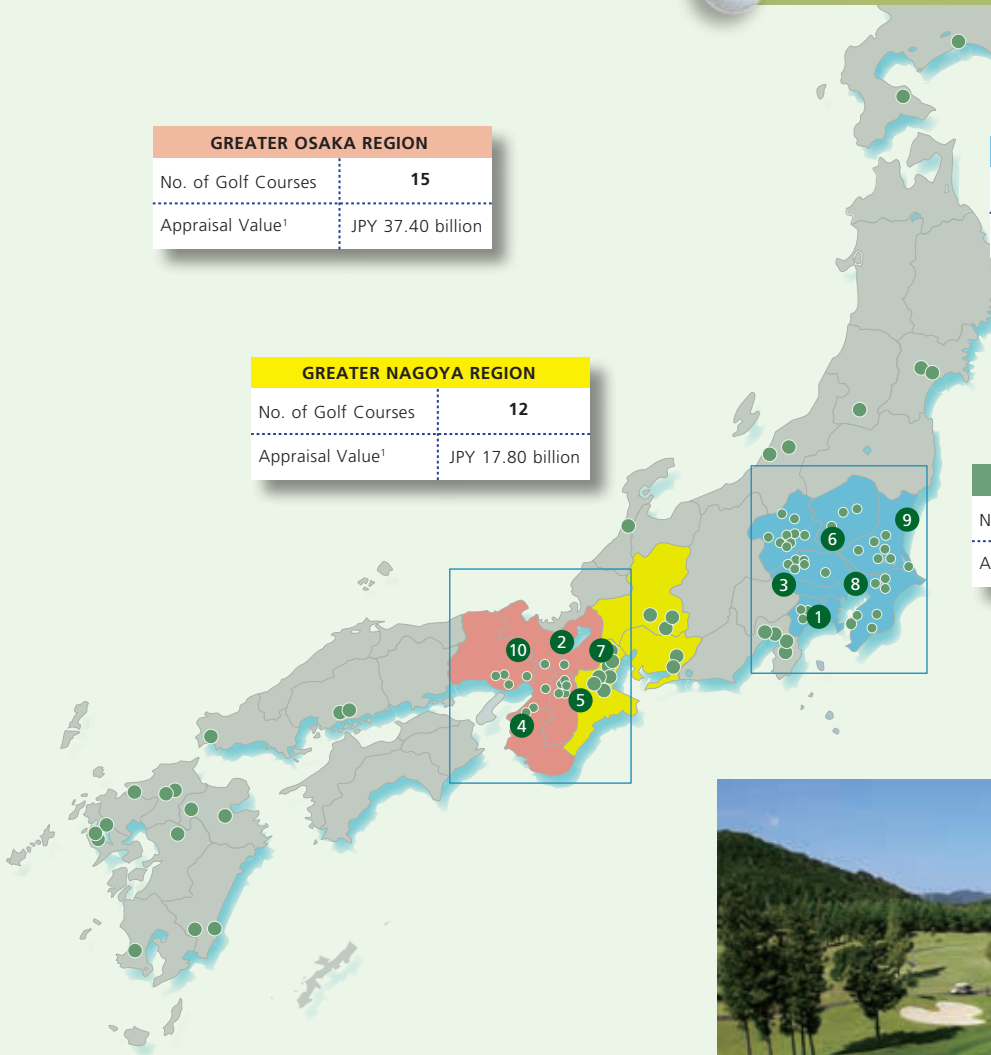 GREATER OSAKA REGION
No. of Golf Courses 15
Appraisal Value¹ JPY 37.40 billion
GREATER NAGOYA REGION
No. of Golf Courses 12
Appraisal Value¹ JPY 17.80 billion
N
A
9
6
3
8
1
2
10
7
5
4